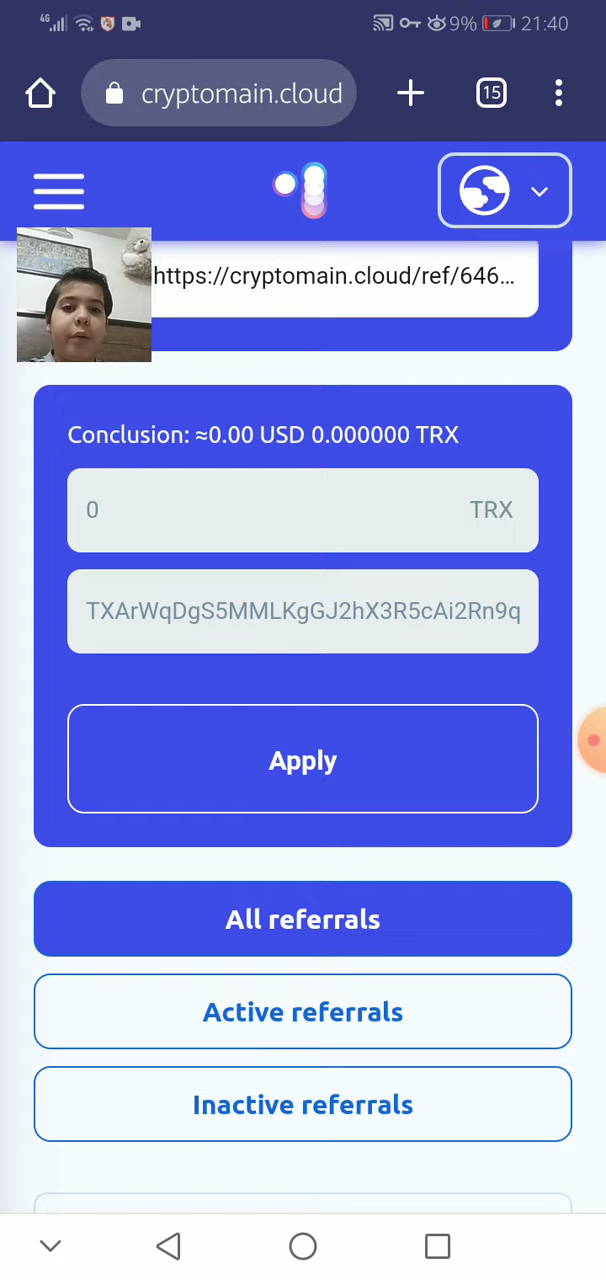 4G 9% 21:40
cryptomain.cloud 15
https://cryptomain.cloud/ref/646...
Conclusion: ≈0.00 USD 0.000000 TRX
0 TRX
TXArWqDgS5MMLKgGJ2hX3R5cAi2Rn9q
Apply
All referrals
Active referrals
Inactive referrals